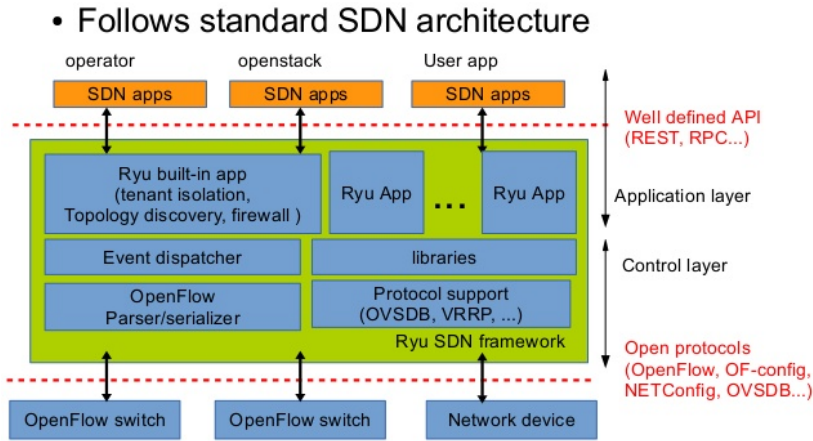 • Follows standard SDN architecture
operator
openstack
User app
SDN apps
SDN apps
SDN apps
Well defined API
(REST, RPC...)
Ryu built-in app
(tenant isolation,
Topology discovery, firewall )
Ryu App
...
Ryu App
Application layer
Event dispatcher
libraries
Control layer
OpenFlow
Parser/serializer
Protocol support
(OVSDB, VRRP, ...)
Ryu SDN framework
Open protocols
(OpenFlow, OF-config,
NETConfig, OVSDB...)
OpenFlow switch
OpenFlow switch
Network device